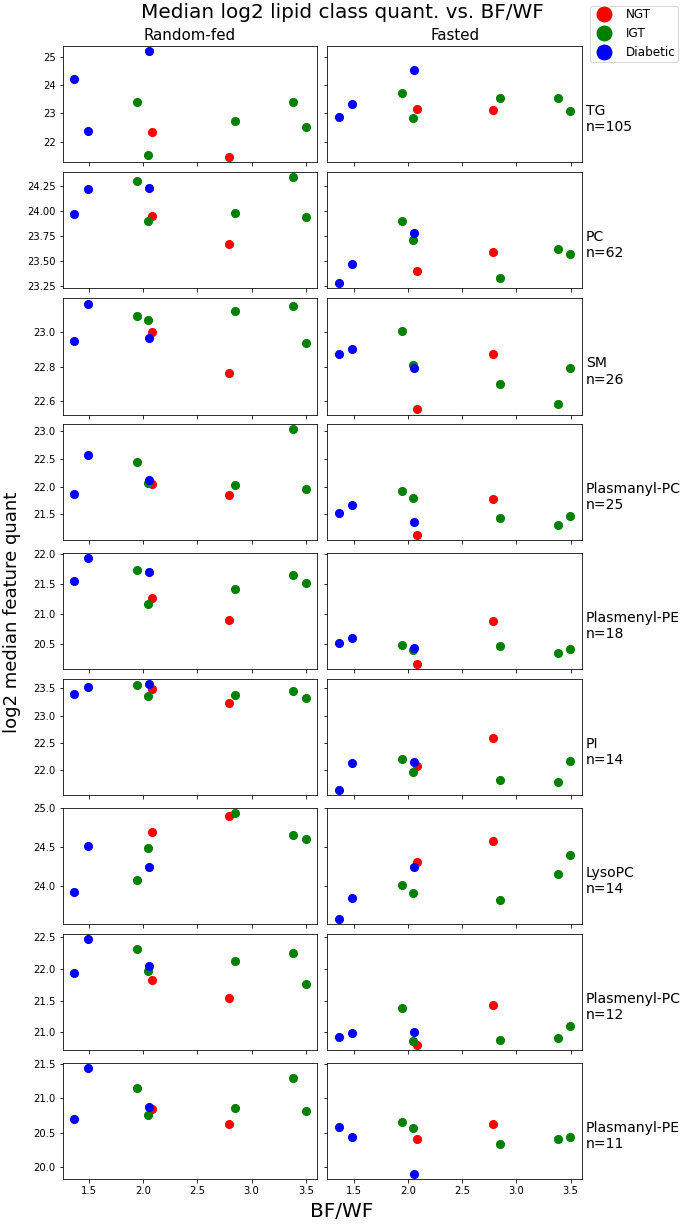 Median log2 lipid class quant. vs. BF/WF
Random-fed
Fasted
NGT
IGT
Diabetic
25
24
23
22
TG
n=105
24.25
24.00
23.75
23.50
23.25
PC
n=62
23.0
22.8
22.6
SM
n=26
23.0
22.5
22.0
21.5
Plasmanyl-PC
n=25
22.0
21.5
21.0
20.5
Plasmenyl-PE
n=18
23.5
23.0
22.5
22.0
PI
n=14
25.0
24.5
24.0
LysoPC
n=14
22.5
22.0
21.5
21.0
Plasmenyl-PC
n=12
21.5
21.0
20.5
20.0
Plasmanyl-PE
n=11
1.5 2.0 2.5 3.0 3.5
1.5 2.0 2.5 3.0 3.5
log2 median feature quant
BF/WF